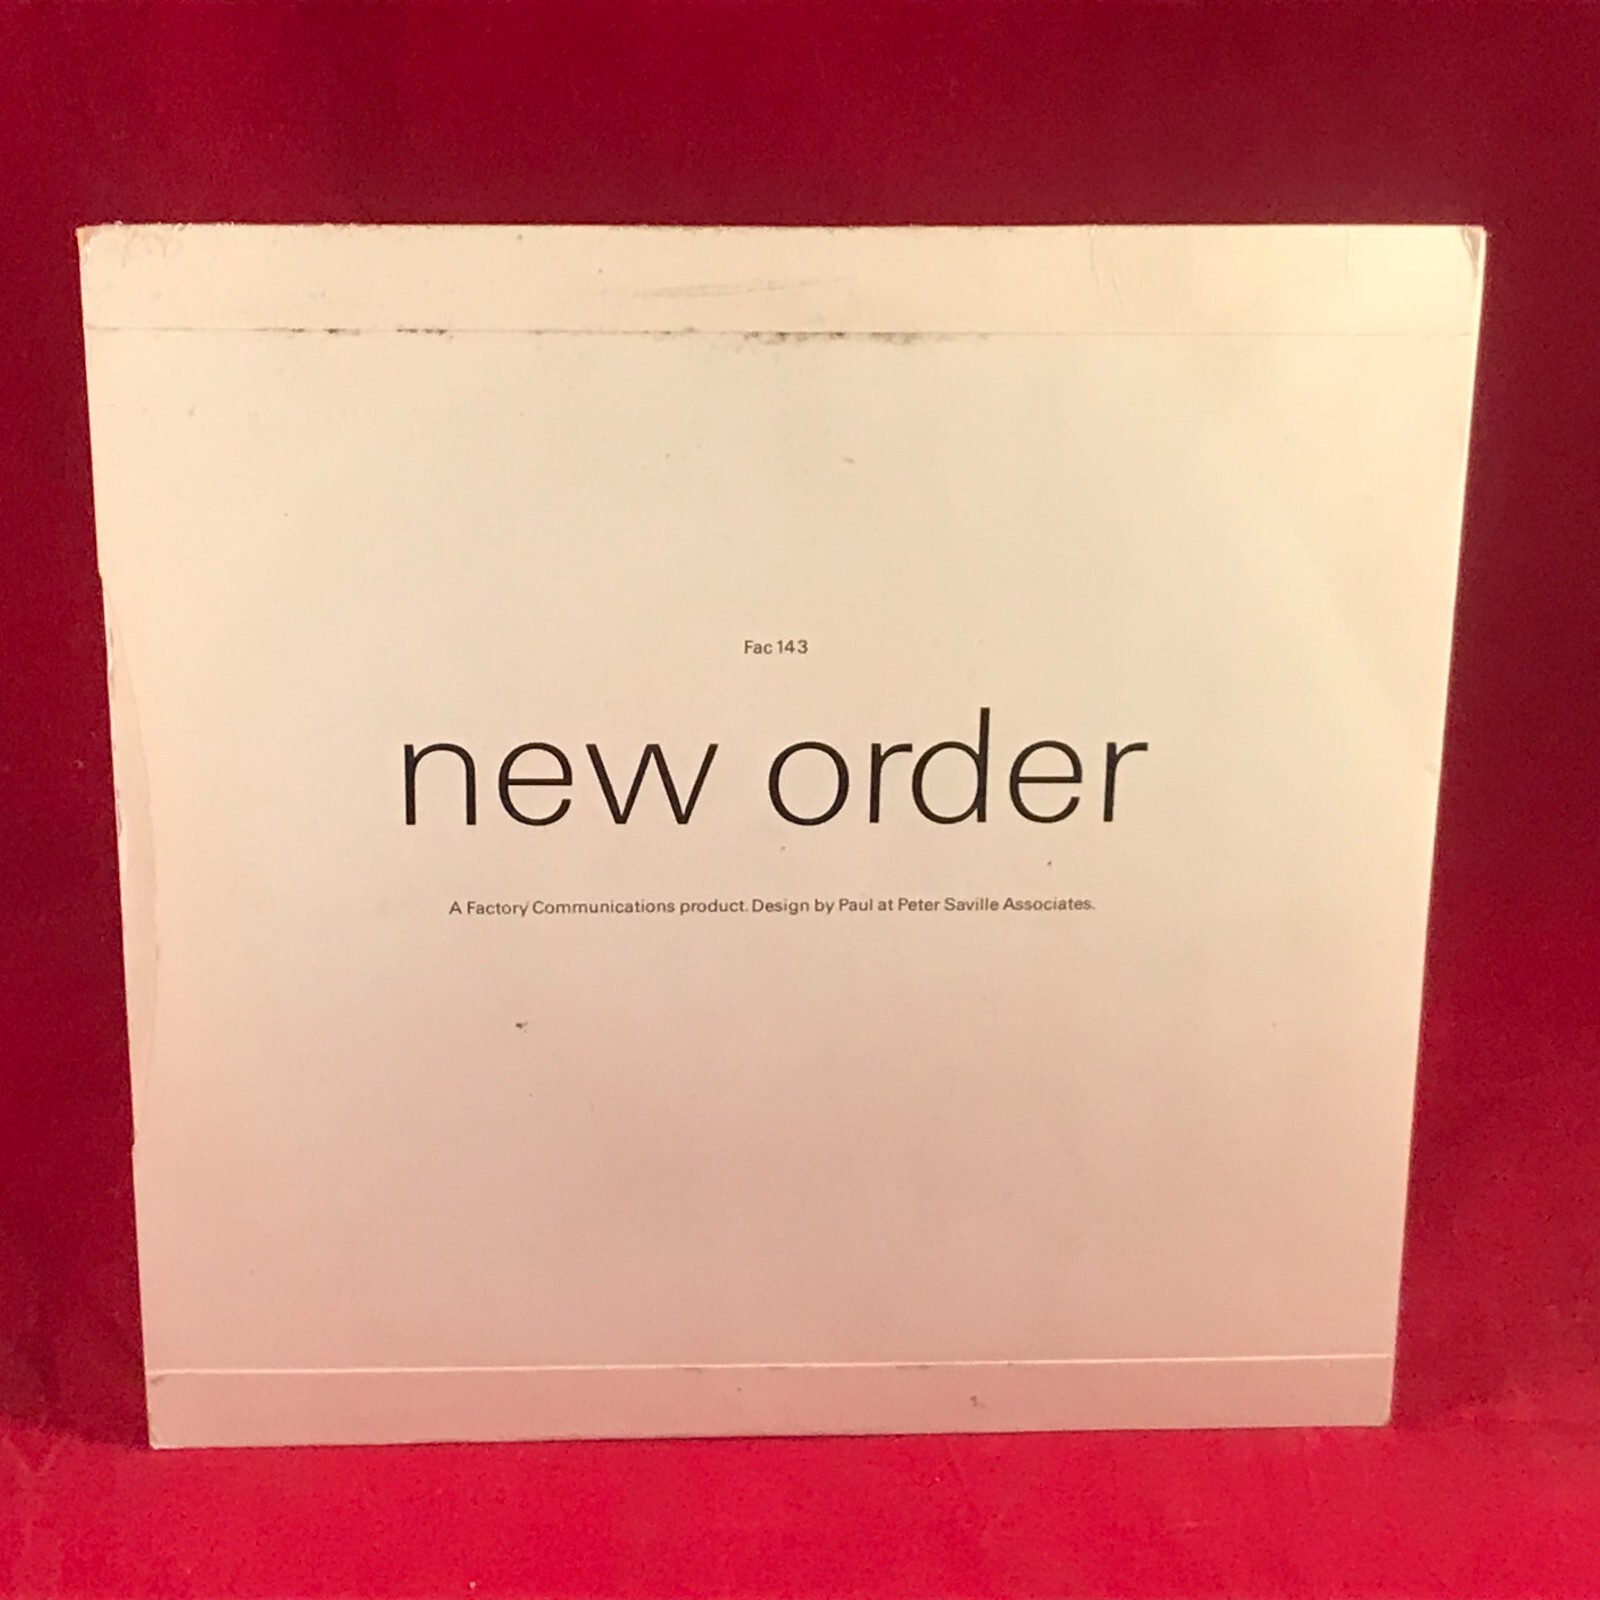 Fac 143
new order
A Factory Communications product. Design by Paul at Peter Saville Associates.